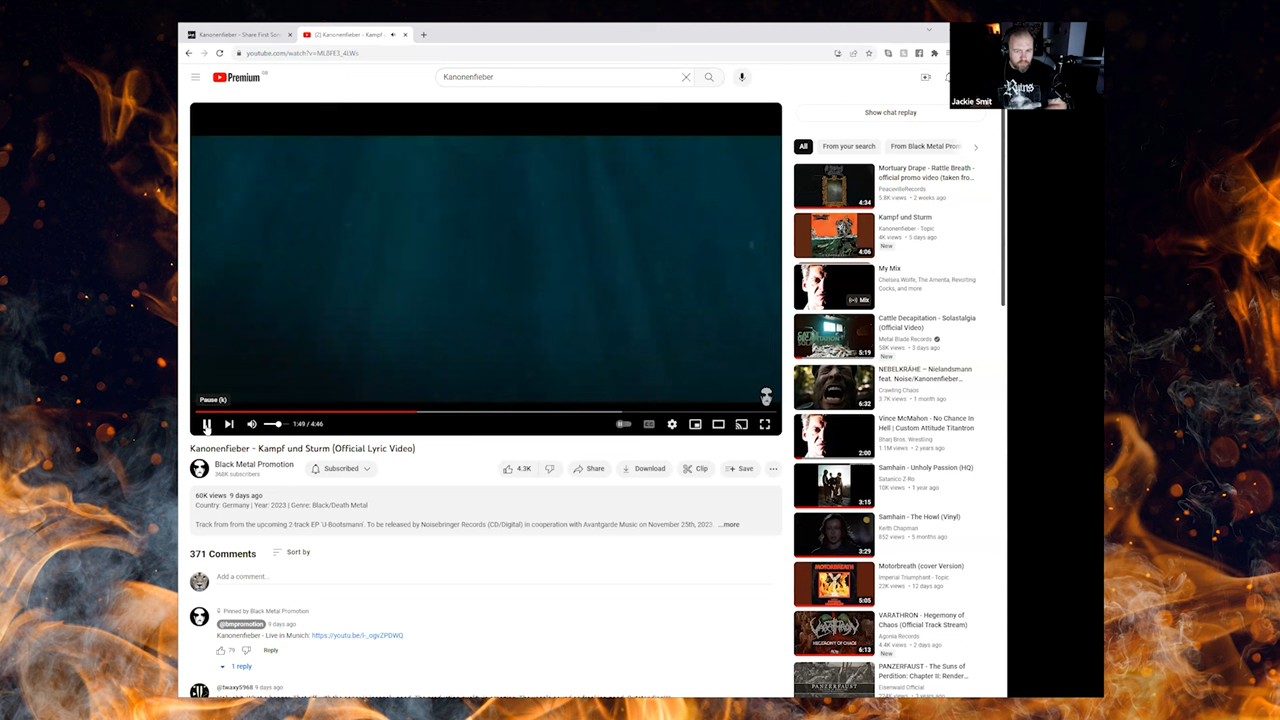 Kanonenfieber - Share First Son
(2) Kanonenfieber - Kampf
youtube.com/watch?v=ML8FE1_4LWs
Premium GB
Kanonenfieber
Jackie Smit
Show chat replay
All From your search From Black Metal Prom
Mortuary Drape - Rattle Breath -
official promo video (taken fro...
PeacevilleRecords
5.8K views • 2 weeks ago
4:34
Kampf und Sturm
Kanonenfieber - Topic
4K views • 5 days ago
New
4:06
My Mix
Chelsea Wolfe, The Amenta, Revolting
Cocks, and more
Mix
Cattle Decapitation - Solastalgia
(Official Video)
Metal Blade Records
58K views • 3 days ago
New
5:19
NEBELKRÄHE – Nielandsmann
feat. Noise/Kanonenfieber...
Crawling Chaos
3.7K views • 1 month ago
6:32
Vince McMahon - No Chance In
Hell | Custom Attitude Titantron
Bharj Bros. Wrestling
1.1M views • 2 years ago
2:00
Samhain - Unholy Passion (HQ)
Satanico Z-Ro
10K views • 1 year ago
3:15
Samhain - The Howl (Vinyl)
Keith Chapman
852 views • 5 months ago
3:29
Motorbreath (cover Version)
Imperial Triumphant - Topic
22K views • 12 days ago
MOTORBREATH
5:05
VARATHRON - Hegemony of
Chaos (Official Track Stream)
Agonia Records
4.4K views • 2 days ago
New
6:13
PANZERFAUST - The Suns of
Perdition: Chapter II: Render...
Eisenwald Official
PANZERFAUST
Pause (k)
1:49 / 4:46
Kanonenfieber - Kampf und Sturm (Official Lyric Video)
Black Metal Promotion
368K subscribers
Subscribed
4.3K Share Download Clip Save
60K views 9 days ago
Country: Germany | Year: 2023 | Genre: Black/Death Metal
Track from from the upcoming 2-track EP 'U-Bootsmann'. To be released by Noisebringer Records (CD/Digital) in cooperation with Avantgarde Music on November 25th, 2023 ...more
371 Comments Sort by
Add a comment...
Pinned by Black Metal Promotion
@bmpromotion 9 days ago
Kanonenfieber - Live in Munich: https://youtu.be/i-_ogvZPDWQ
79 Reply
1 reply
@twaxy5968 9 days ago